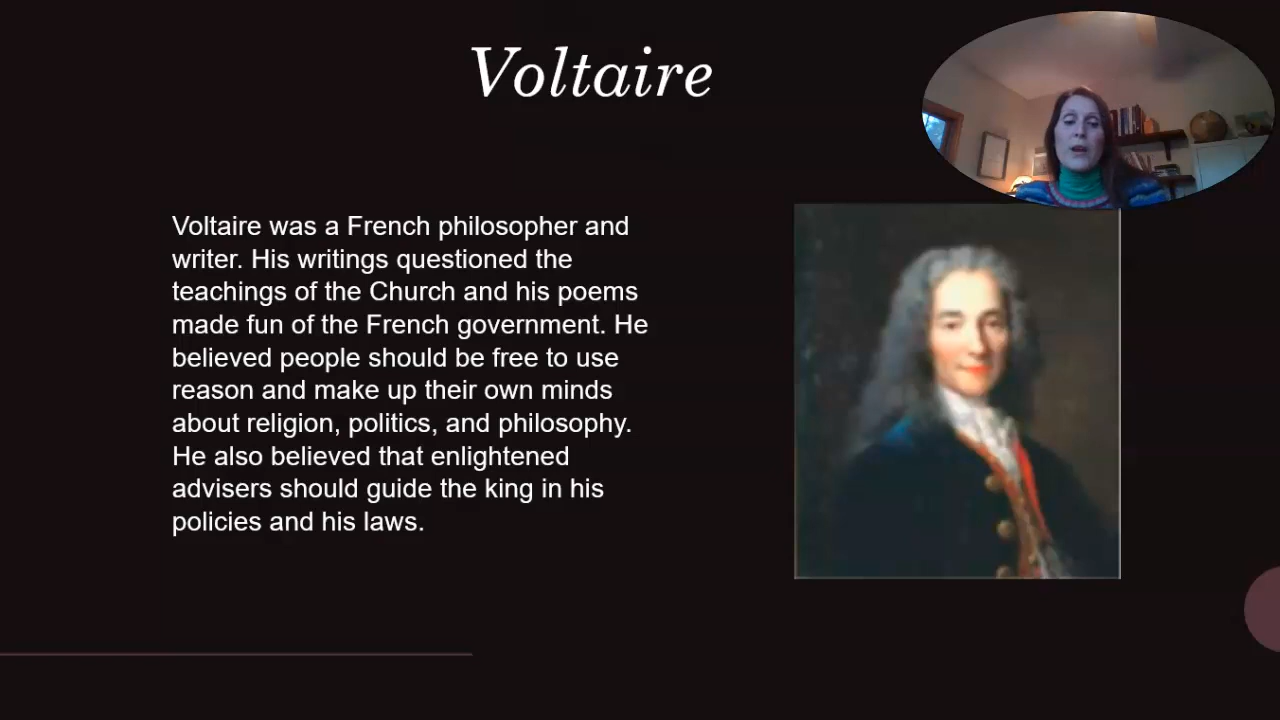 Voltaire
Voltaire was a French philosopher and
writer. His writings questioned the
teachings of the Church and his poems
made fun of the French government. He
believed people should be free to use
reason and make up their own minds
about religion, politics, and philosophy.
He also believed that enlightened
advisers should guide the king in his
policies and his laws.